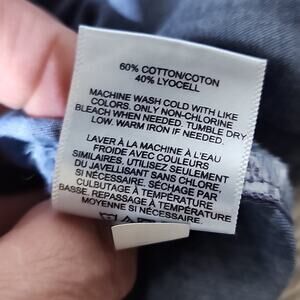 60% COTTON/COTON
40% LYOCELL
MACHINE WASH COLD WITH LIKE
COLORS. ONLY NON-CHLORINE
BLEACH WHEN NEEDED. TUMBLE DRY
LOW. WARM IRON IF NEEDED.
LAVER À LA MACHINE À L'EAU
FROIDE AVEC COULEURS
SIMILAIRES. UTILISEZ SEULEMENT
DU JAVELLISANT SANS CHLORE,
SI NÉCESSAIRE. SÉCHAGE PAR
CULBUTAGE À TEMPÉRATURE
BASSE. REPASSAGE À TEMPÉRATURE
MOYENNE SI NÉCESSAIRE.